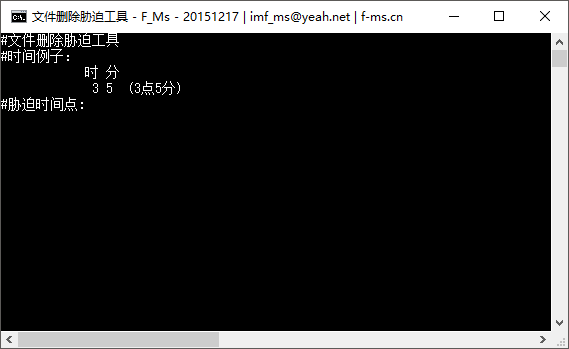 文件删除胁迫工具 - F_Ms - 20151217 | imf_ms@yeah.net | f-ms.cn
#文件删除胁迫工具
#时间例子：
时 分
3 5 （3点5分）
#胁迫时间点：